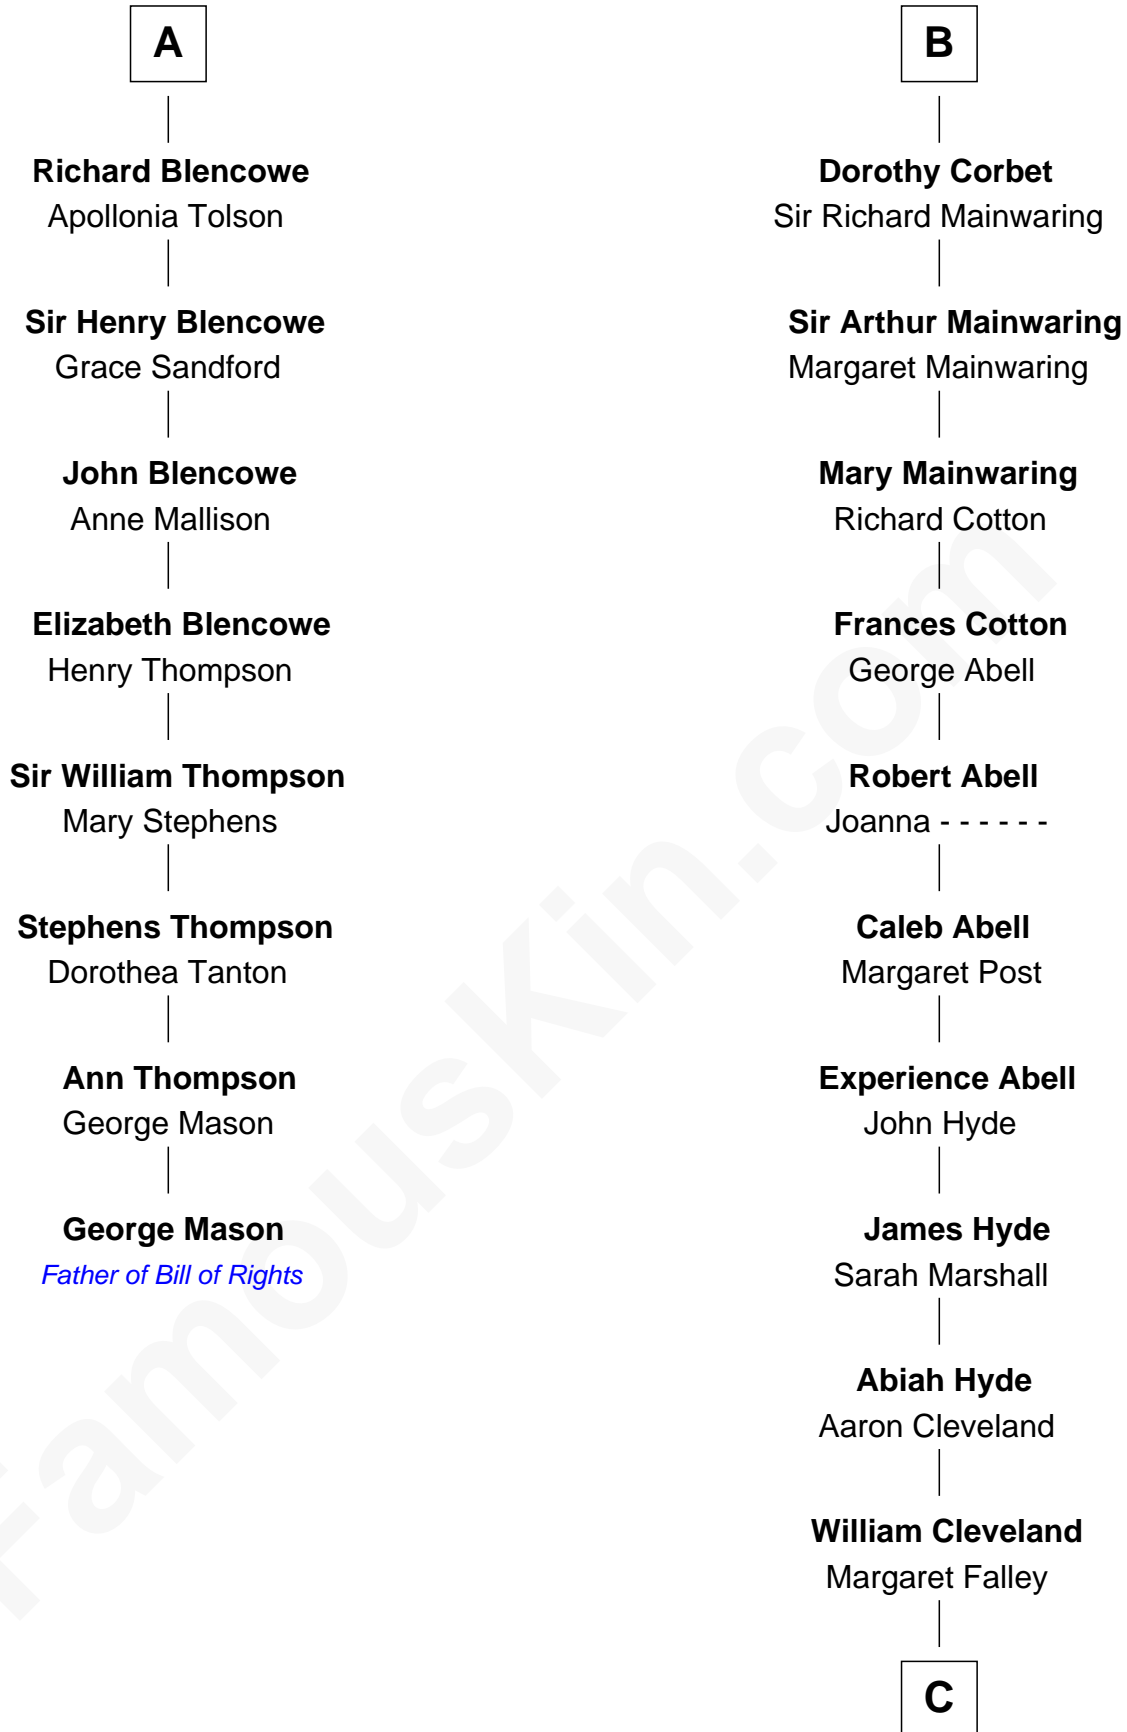 A
Richard Blencowe
Apollonia Tolson
Sir Henry Blencowe
Grace Sandford
John Blencowe
Anne Mallison
Elizabeth Blencowe
Henry Thompson
Sir William Thompson
Mary Stephens
Stephens Thompson
Dorothea Tanton
Ann Thompson
George Mason
George Mason
Father of Bill of Rights
B
Dorothy Corbet
Sir Richard Mainwaring
Sir Arthur Mainwaring
Margaret Mainwaring
Mary Mainwaring
Richard Cotton
Frances Cotton
George Abell
Robert Abell
Joanna - - - - - -
Caleb Abell
Margaret Post
Experience Abell
John Hyde
James Hyde
Sarah Marshall
Abiah Hyde
Aaron Cleveland
William Cleveland
Margaret Falley
C
FamousKin.com